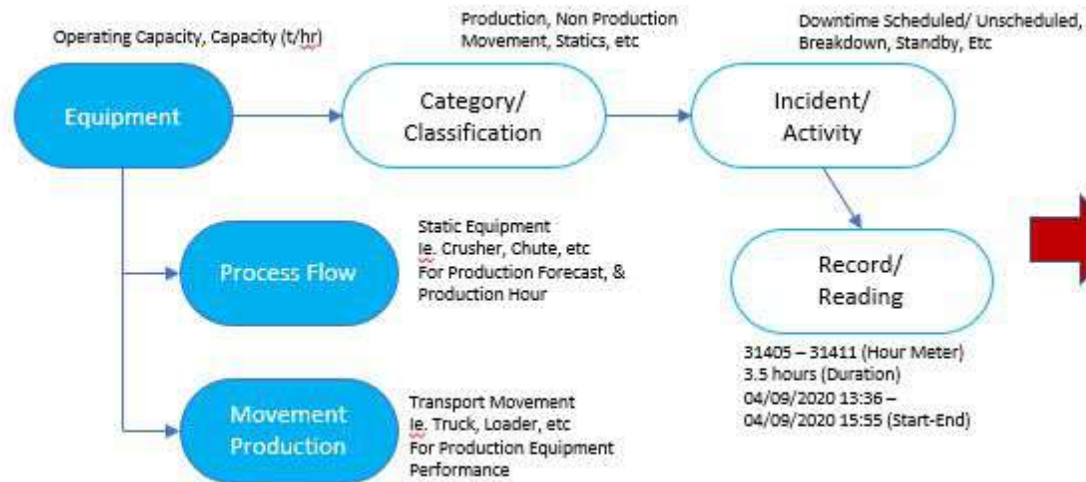 Operating Capacity, Capacity (t/hr)
Production, Non Production
Movement, Statics, etc
Downtime Scheduled/ Unscheduled,
Breakdown, Standby, Etc
Equipment
Category/
Classification
Incident/
Activity
Process Flow
Static Equipment
Ie. Crusher, Chute, etc
For Production Forecast, &
Production Hour
Record/
Reading
31405 – 31411 (Hour Meter)
3.5 hours (Duration)
04/09/2020 13:36 –
04/09/2020 15:55 (Start-End)
Movement
Production
Transport Movement
Ie. Truck, Loader, etc
For Production Equipment
Performance